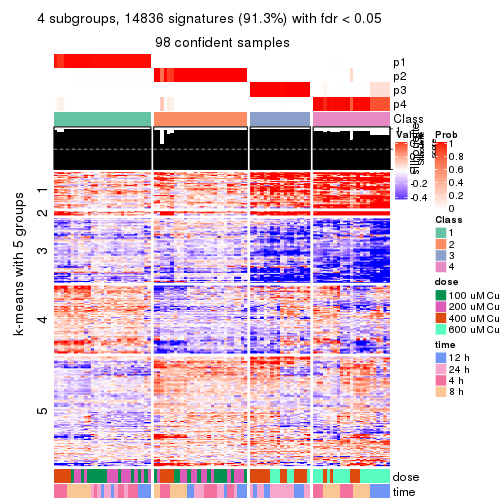 4 subgroups, 14836 signatures (91.3%) with fdr < 0.05
98 confident samples
p1
p2
p3
p4
Class
Value
-0.2
-0.4
Prob
1
0.8
0.6
0.4
0.2
0
Class
1
2
3
4
dose
100 uM Cu
200 uM Cu
400 uM Cu
600 uM Cu
time
12 h
24 h
4 h
8 h
k-means with 5 groups
1
2
3
4
5
dose
time